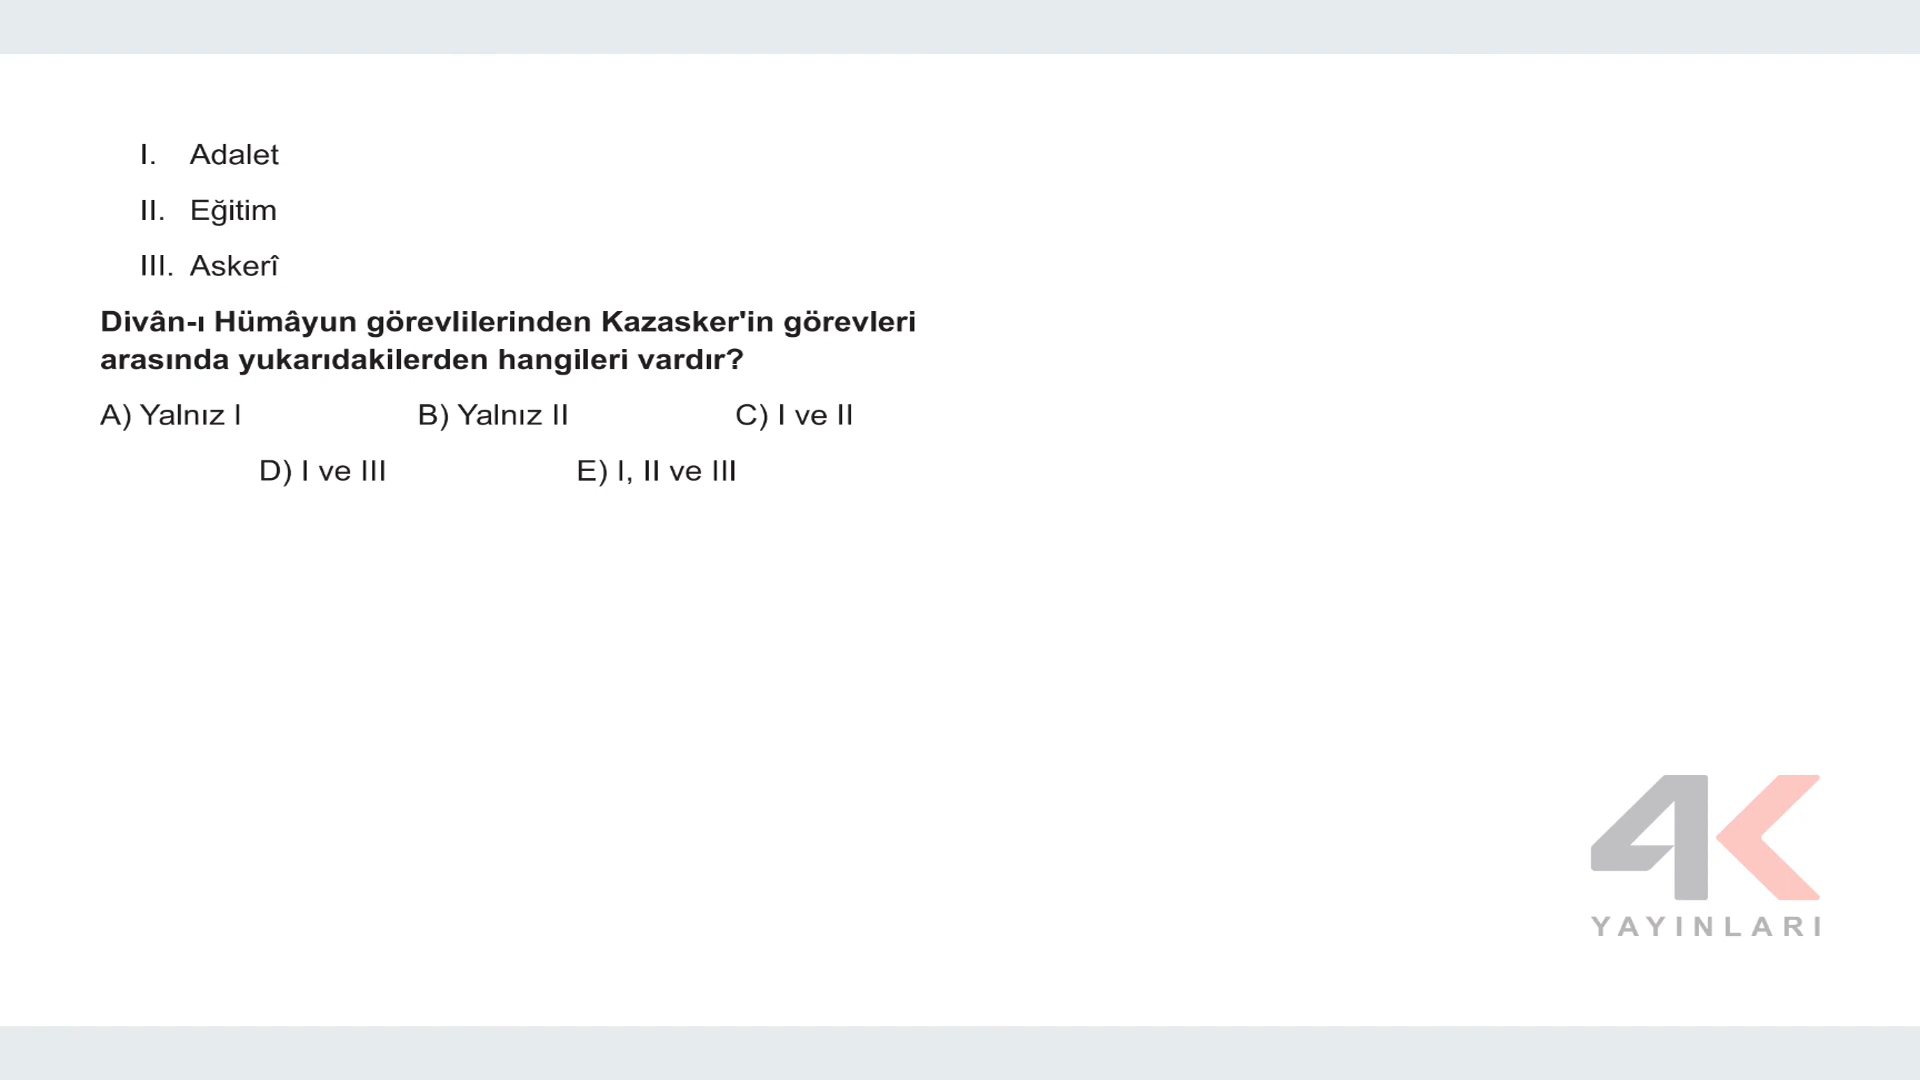 I. Adalet
II. Eğitim
III. Askerî
Divân-ı Hümâyun görevlilerinden Kazasker'in görevleri
arasında yukarıdakilerden hangileri vardır?
A) Yalnız I B) Yalnız II C) I ve II
D) I ve III E) I, II ve III
4K
YAYINLARI